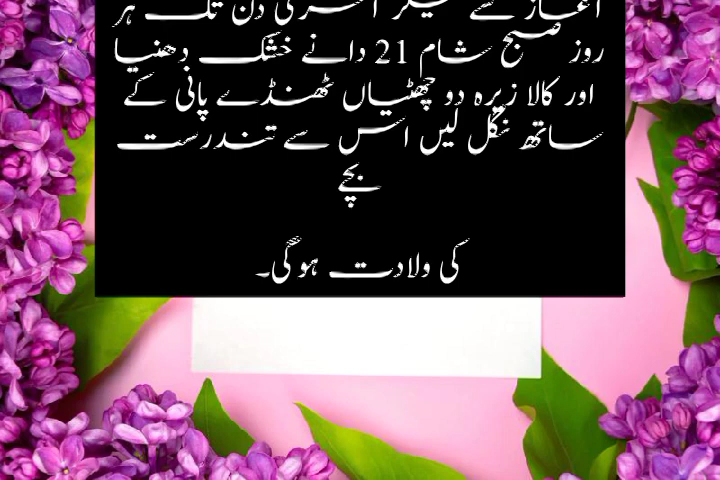 آغاز سے لیکر آخری دن تک ہر
روز صبح شام 21 دانے خشک دھنیا
اور کالا زیرہ دو چھٹیاں ٹھنڈے پانی کے
ساتھ نگل لیں اس سے تندرست
بچے
کی ولادت ہوگی۔